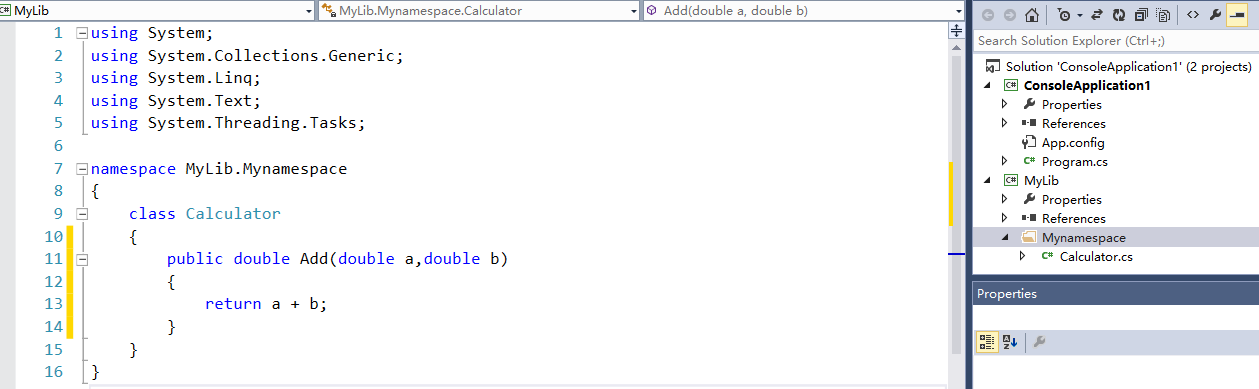 MyLib
MyLib.Mynamespace.Calculator
Add(double a, double b)
1 using System;
2 using System.Collections.Generic;
3 using System.Linq;
4 using System.Text;
5 using System.Threading.Tasks;
6
7 namespace MyLib.Mynamespace
8 {
9 class Calculator
10 {
11 public double Add(double a,double b)
12 {
13 return a + b;
14 }
15 }
16 }
Search Solution Explorer (Ctrl+;)
Solution 'ConsoleApplication1' (2 projects)
C# ConsoleApplication1
Properties
References
App.config
C# Program.cs
C# MyLib
Properties
References
Mynamespace
C# Calculator.cs
Properties